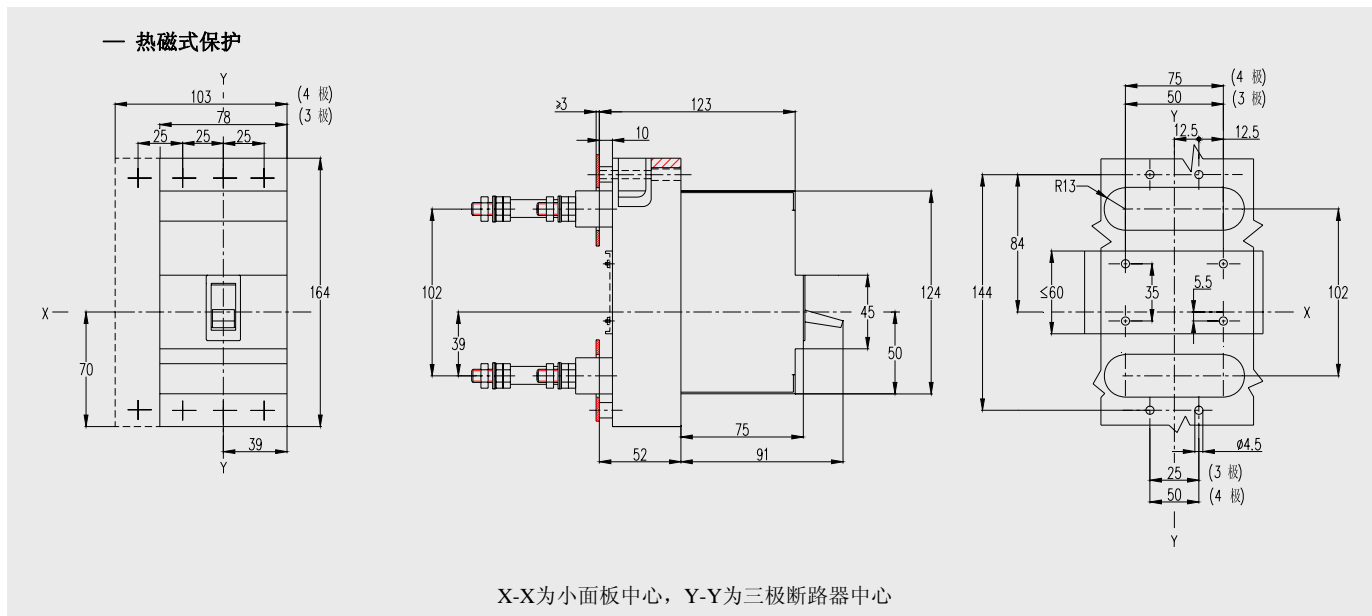 — 热磁式保护
Y
103 (4 极)
78 (3 极)
25 25 25
X
164
70
39
Y
≥3 123
10
102
39
45
124
50
75
52 91
75 (4 极)
50 (3 极)
Y
12.5 12.5
R13
84
144
≤60
35
5.5
102
X
ø4.5
25 (3 极)
50 (4 极)
Y
X-X为小面板中心，Y-Y为三极断路器中心